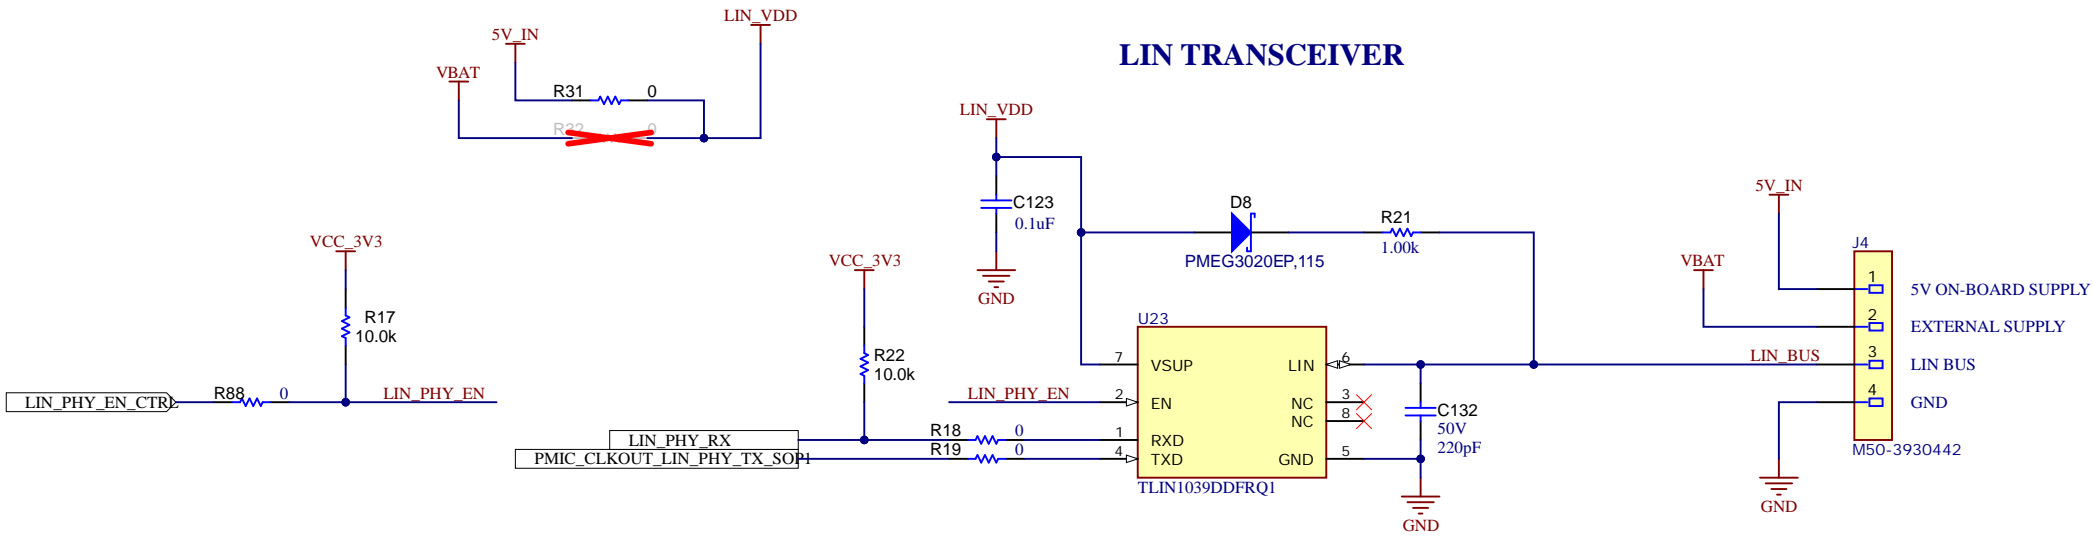 LIN_VDD
5V_IN
VBAT
R31 0
R32 0
LIN TRANSCEIVER
LIN_VDD
C123
0.1uF
GND
D8
PMEG3020EP,115
R21
1.00k
VCC_3V3
R17
10.0k
LIN_PHY_EN_CTRL
R88 0
LIN_PHY_EN
VCC_3V3
R22
10.0k
LIN_PHY_EN
LIN_PHY_RX
R18 0
PMIC_CLKOUT_LIN_PHY_TX_SOP1
R19 0
U23
7 VSUP LIN 6
2 EN NC 3
NC 8
1 RXD
4 TXD GND 5
TLIN1039DDFRQ1
C132
50V
220pF
GND
5V_IN
VBAT
LIN_BUS
J4
1 5V ON-BOARD SUPPLY
2 EXTERNAL SUPPLY
3 LIN BUS
4 GND
M50-3930442
GND